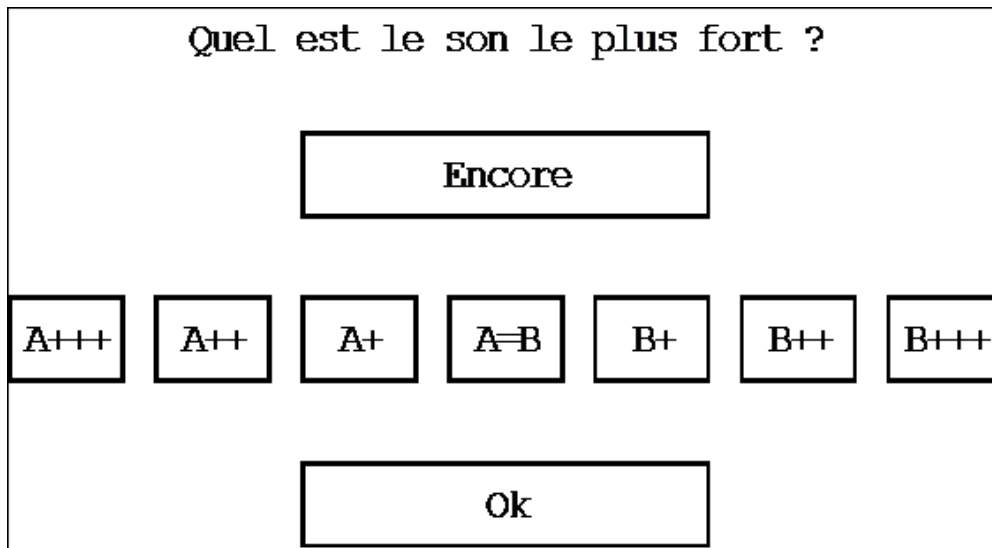 Quel est le son le plus fort ?
Encore
A+++ A++ A+ A=B B+ B++ B+++
Ok